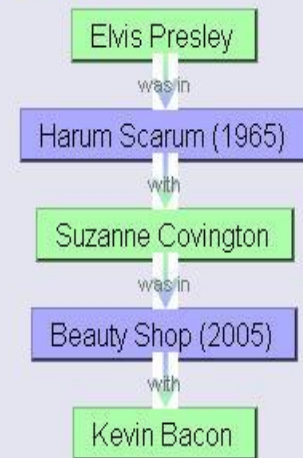 Elvis Presley
was in
Harum Scarum (1965)
with
Suzanne Covington
was in
Beauty Shop (2005)
with
Kevin Bacon